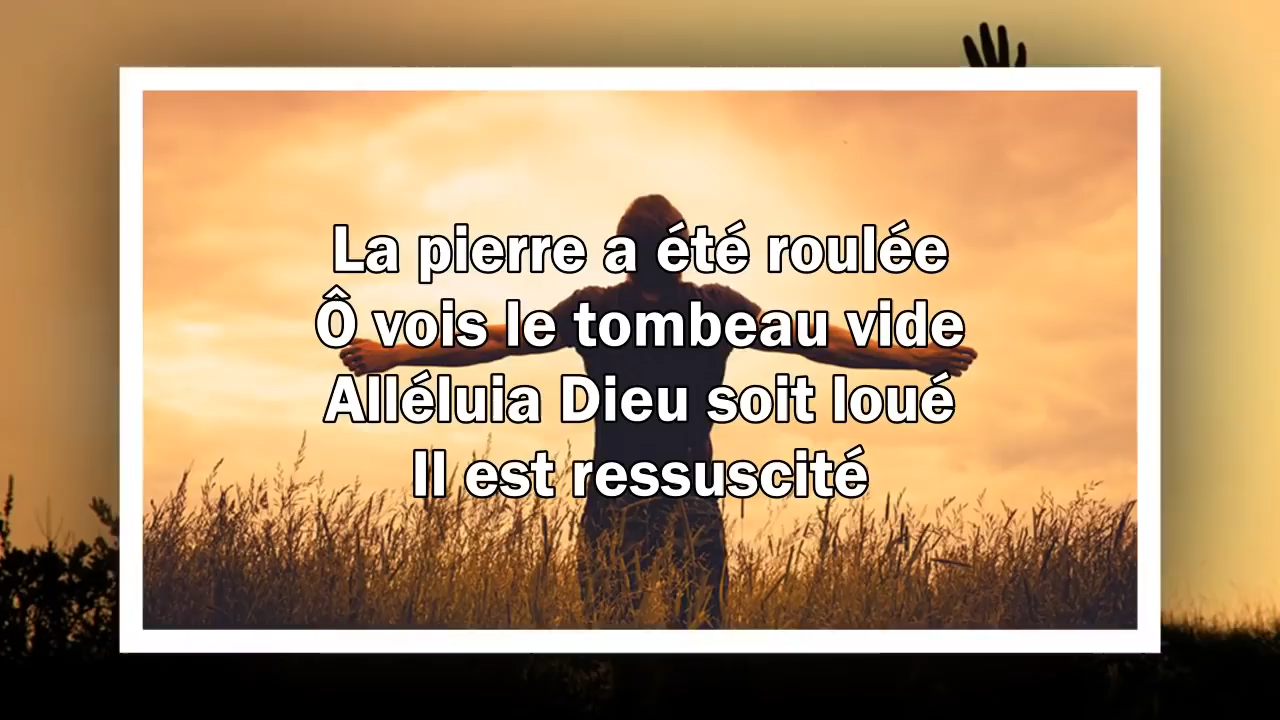 La pierre a été roulée
Ô vois le tombeau vide
Alléluia Dieu soit loué
Il est ressuscité